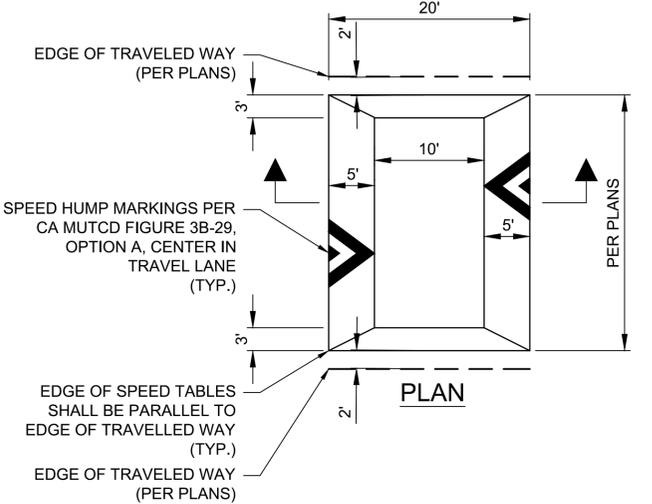 20'
2'
EDGE OF TRAVELED WAY
(PER PLANS)
3'
10'
5'
SPEED HUMP MARKINGS PER
CA MUTCD FIGURE 3B-29,
OPTION A, CENTER IN
TRAVEL LANE
(TYP.)
5'
PER PLANS
3'
EDGE OF SPEED TABLES
SHALL BE PARALLEL TO
EDGE OF TRAVELLED WAY
(TYP.)
2'
PLAN
EDGE OF TRAVELED WAY
(PER PLANS)